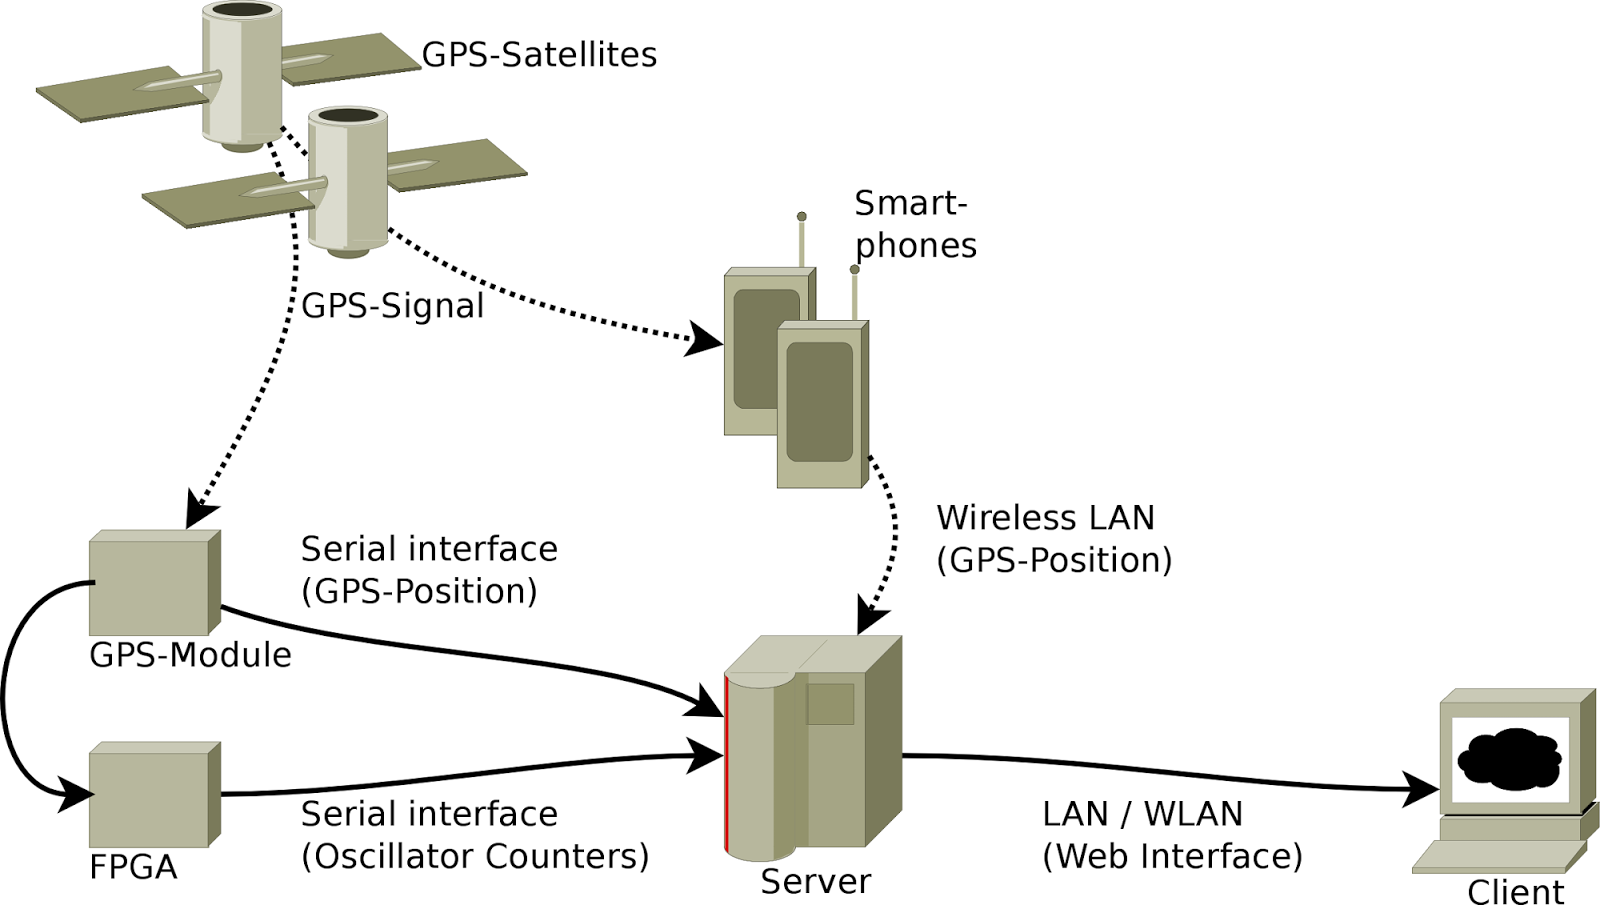 GPS-Satellites
Smart-
phones
GPS-Signal
Wireless LAN
(GPS-Position)
Serial interface
(GPS-Position)
GPS-Module
Serial interface
(Oscillator Counters)
FPGA
Server
LAN / WLAN
(Web Interface)
Client